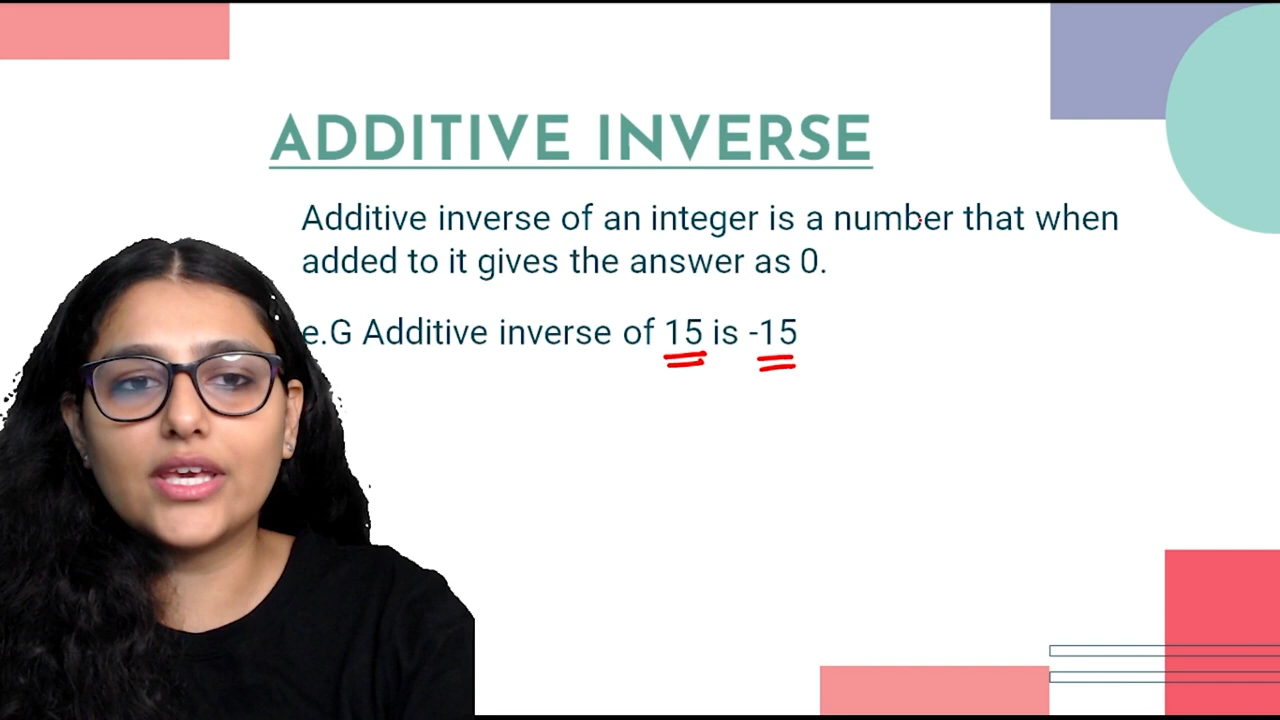 ADDITIVE INVERSE
Additive inverse of an integer is a number that when
added to it gives the answer as 0.
e.G Additive inverse of 15 is -15